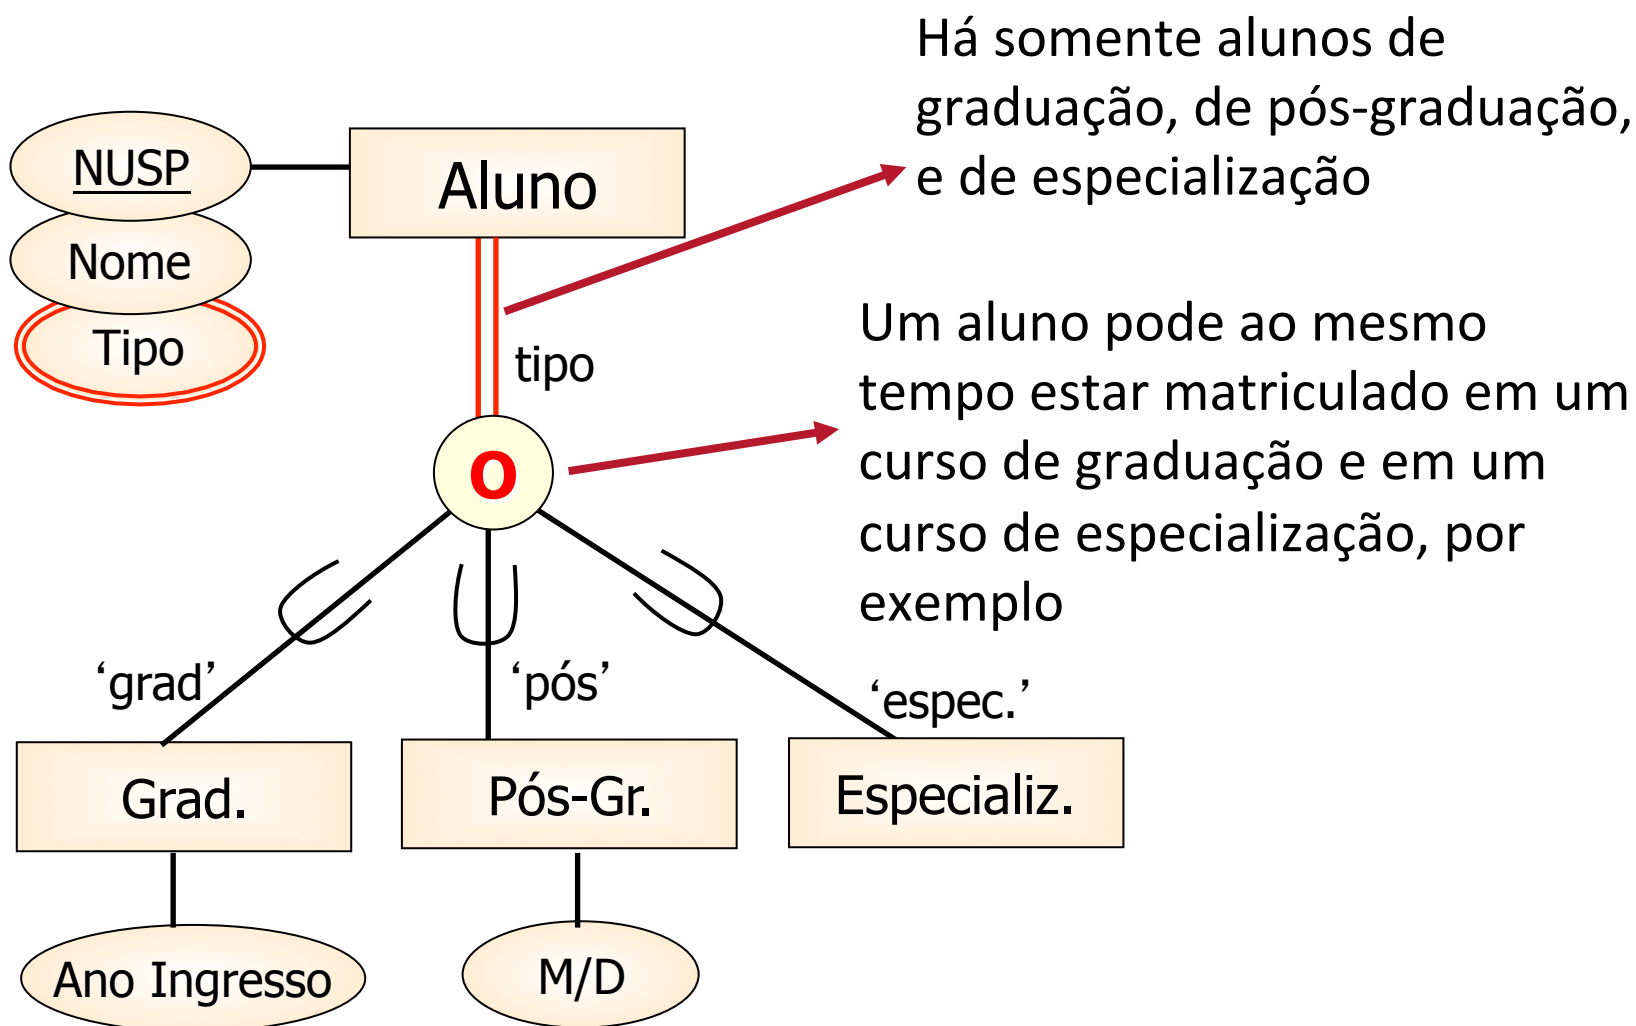 Há somente alunos de
graduação, de pós-graduação,
e de especialização
NUSP
Aluno
Nome
Tipo
tipo
Um aluno pode ao mesmo
tempo estar matriculado em um
curso de graduação e em um
curso de especialização, por
exemplo
O
‘grad’
‘pós’
‘espec.’
Grad.
Pós-Gr.
Especializ.
Ano Ingresso
M/D